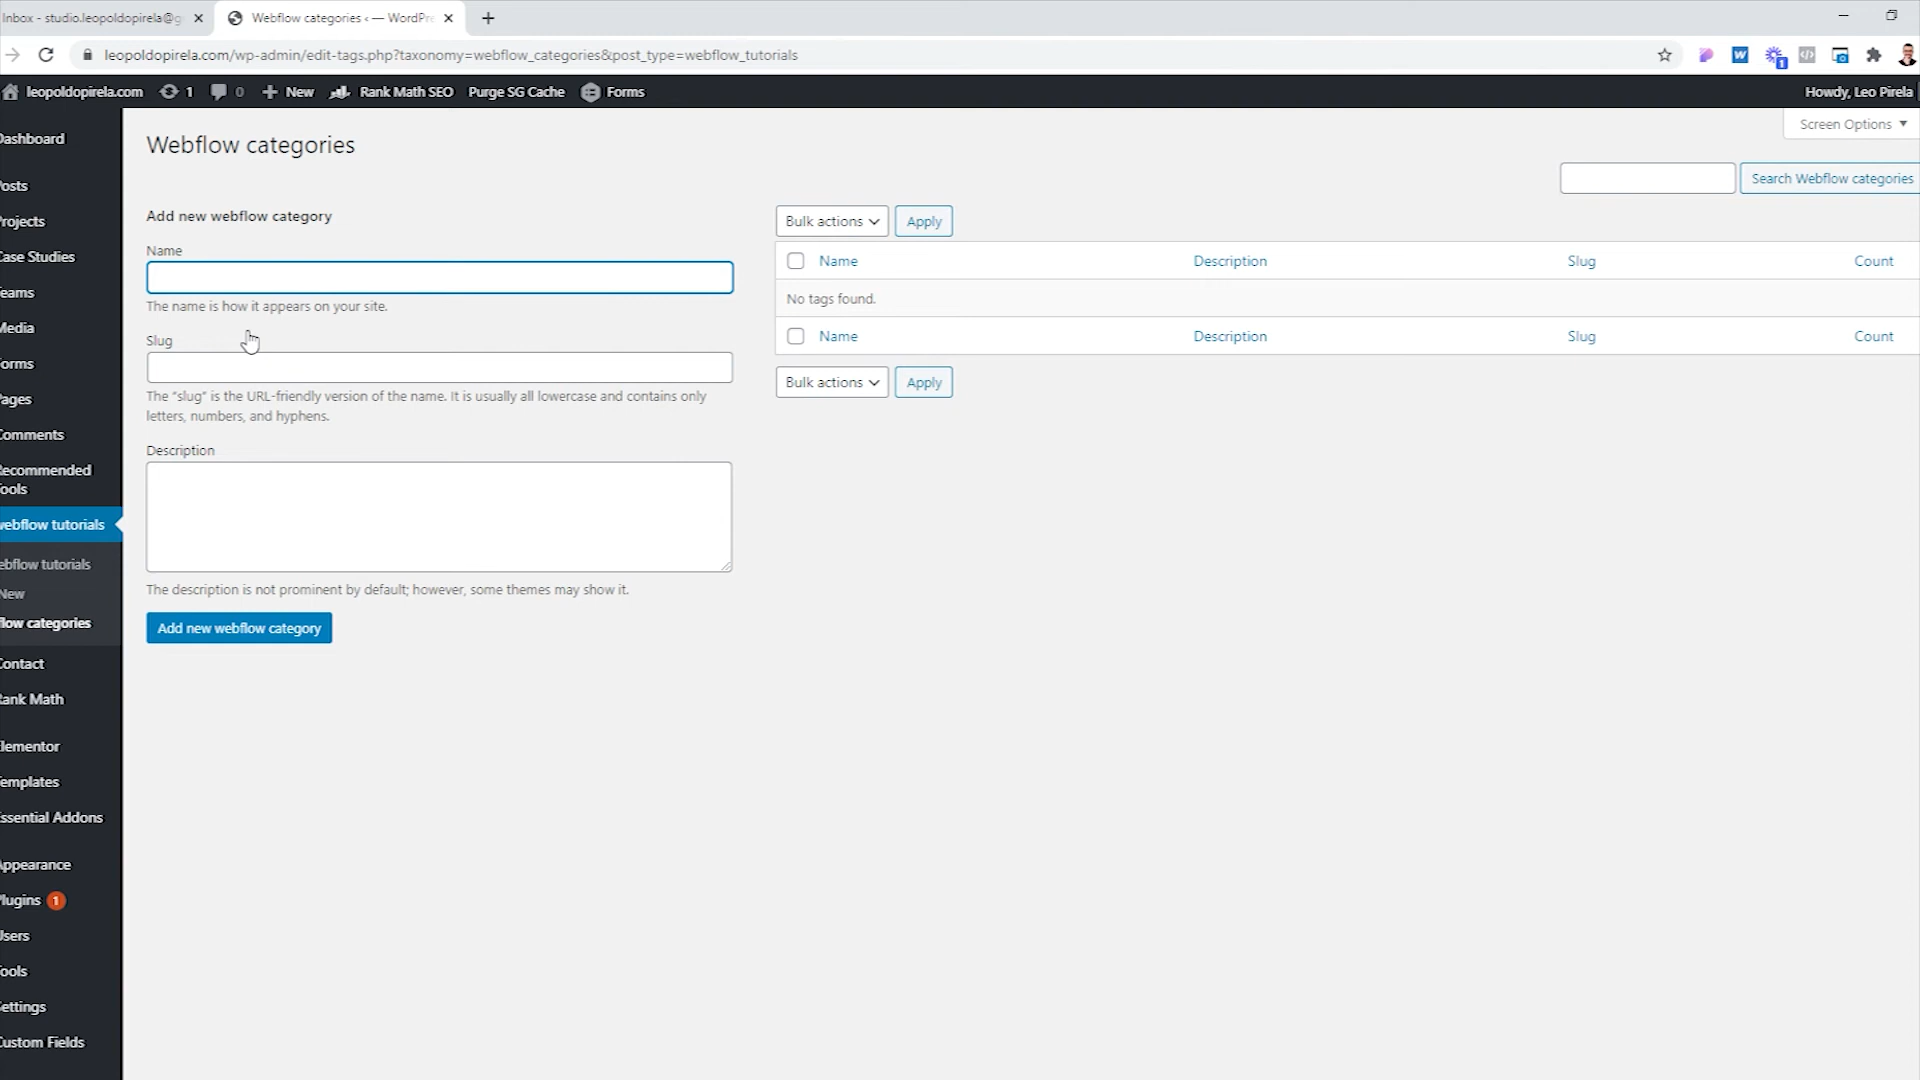 Inbox - studio.leopoldopirela@g
Webflow categories ‹ — WordPre
leopoldopirela.com/wp-admin/edit-tags.php?taxonomy=webflow_categories&post_type=webflow_tutorials
leopoldopirela.com 1 0 New Rank Math SEO Purge SG Cache Forms Howdy, Leo Pirela
Screen Options
Dashboard
Posts
Projects
Case Studies
Teams
Media
Forms
Pages
Comments
Recommended
Tools
webflow tutorials
ebflow tutorials
New
flow categories
Contact
Rank Math
Elementor
Templates
Essential Addons
Appearance
Plugins 1
Users
Tools
Settings
Custom Fields
Webflow categories
Search Webflow categories
Add new webflow category
Name
The name is how it appears on your site.
Slug
The “slug” is the URL-friendly version of the name. It is usually all lowercase and contains only
letters, numbers, and hyphens.
Description
The description is not prominent by default; however, some themes may show it.
Add new webflow category
Bulk actions Apply
Name Description Slug Count
No tags found.
Name Description Slug Count
Bulk actions Apply